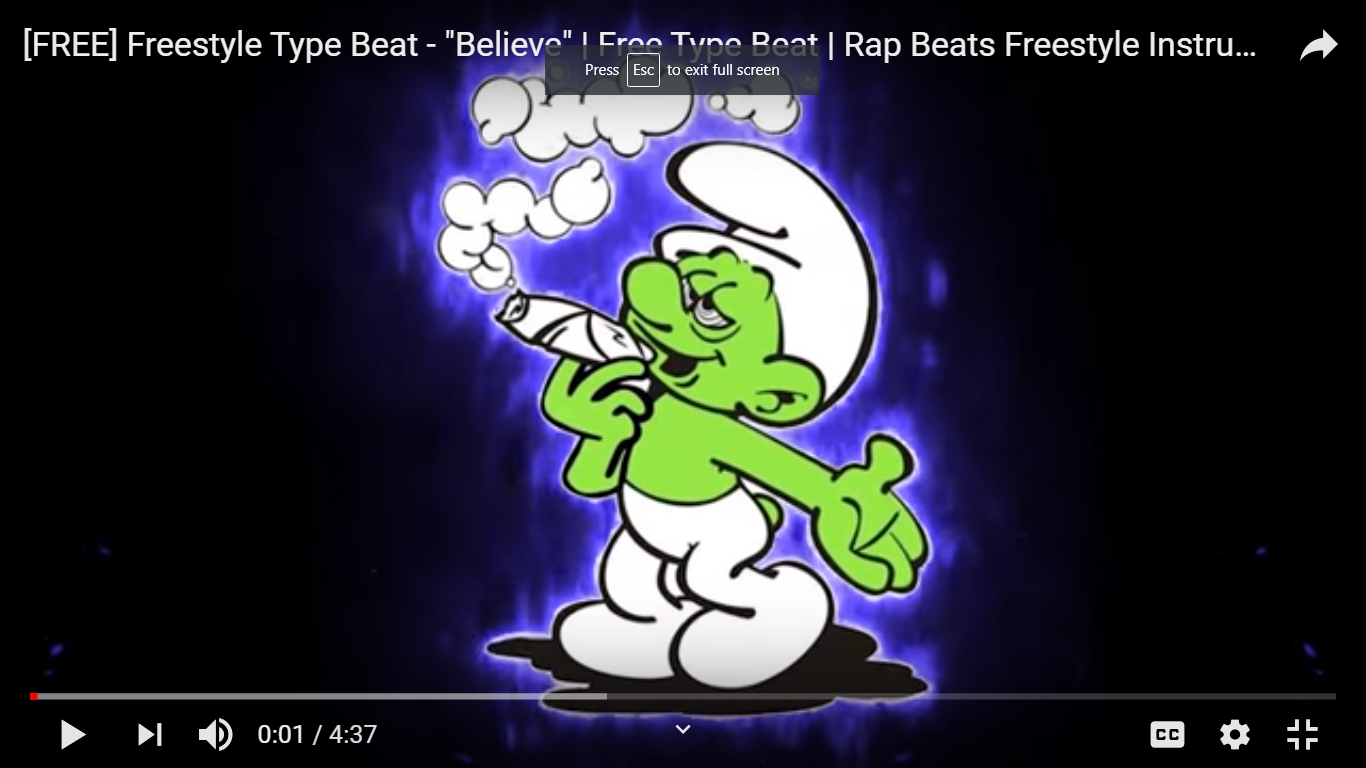 [FREE] Freestyle Type Beat - "Believe" | Free Type Beat | Rap Beats Freestyle Instru...
Press Esc to exit full screen
0:01 / 4:37
CC